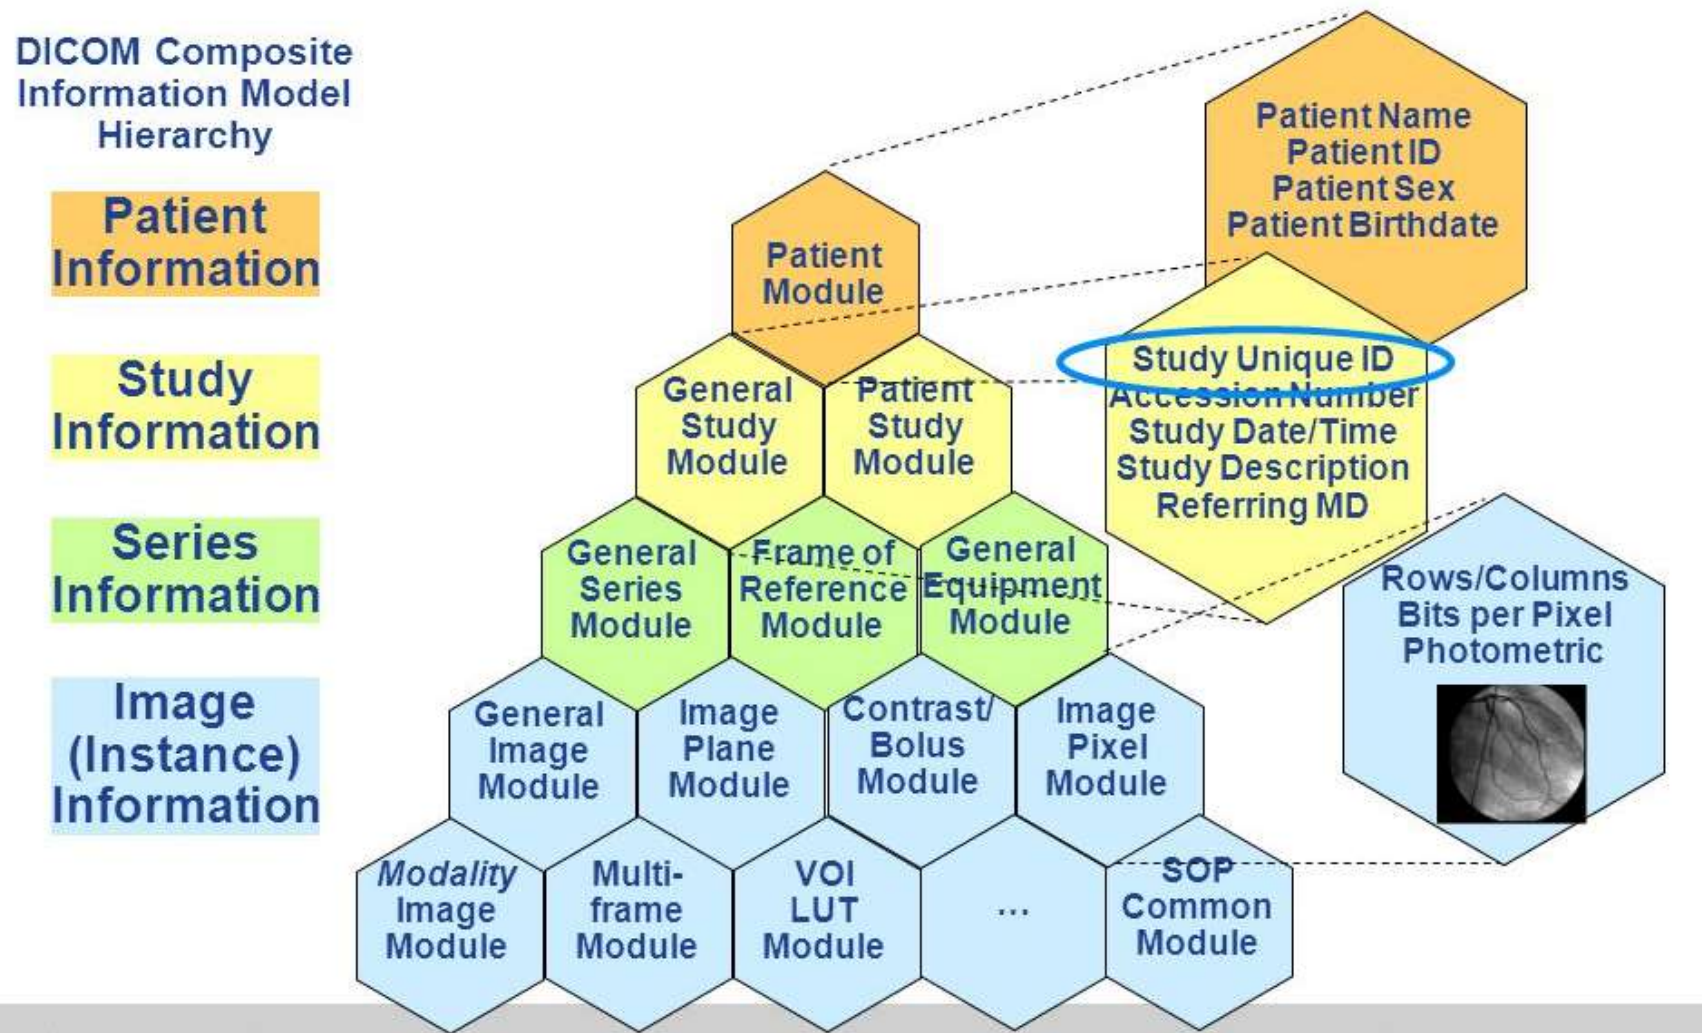 DICOM Composite
Information Model
Hierarchy
Patient
Information
Study
Information
Series
Information
Image
(Instance)
Information
Patient
Module
General
Study
Module
Patient
Study
Module
General
Series
Module
Frame of
Reference
Module
General
Equipment
Module
General
Image
Module
Image
Plane
Module
Contrast/
Bolus
Module
Image
Pixel
Module
Modality
Image
Module
Multi-
frame
Module
VOI
LUT
Module
...
SOP
Common
Module
Patient Name
Patient ID
Patient Sex
Patient Birthdate
Study Unique ID
Accession Number
Study Date/Time
Study Description
Referring MD
Rows/Columns
Bits per Pixel
Photometric